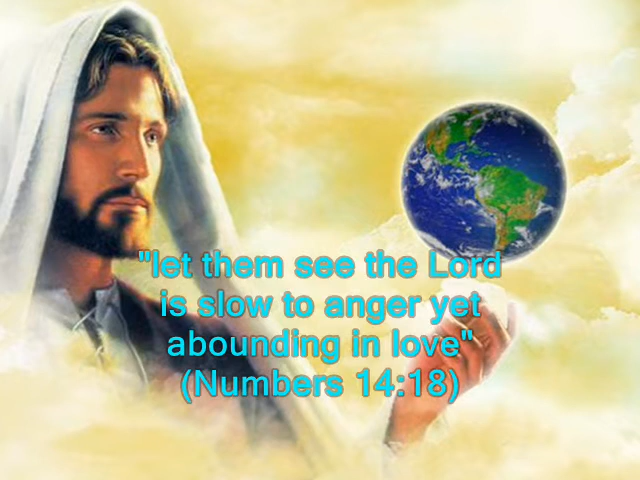 "let them see the Lord
is slow to anger yet
abounding in love"
(Numbers 14:18)